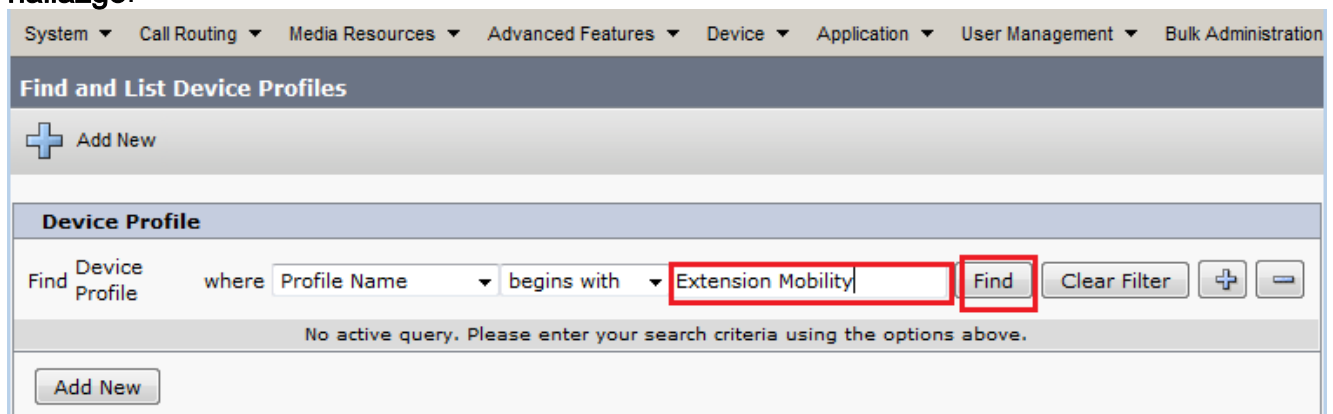 hallazgo.
System Call Routing Media Resources Advanced Features Device Application User Management Bulk Administration
Find and List Device Profiles
Add New
Device Profile
Find Device Profile where Profile Name begins with Extension Mobility Find Clear Filter
No active query. Please enter your search criteria using the options above.
Add New